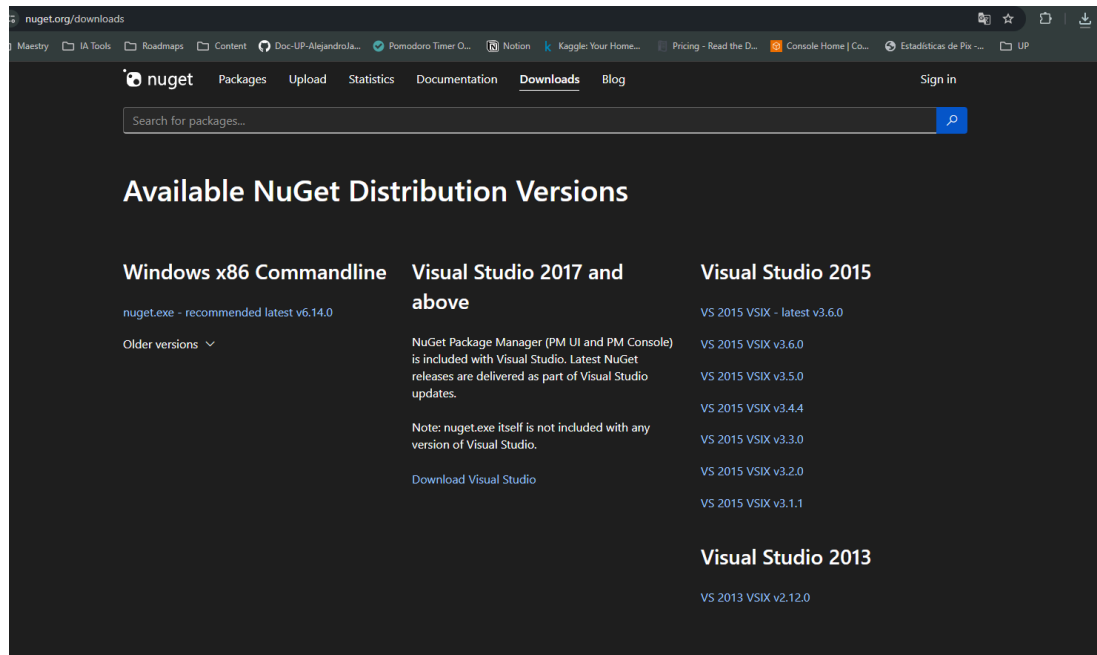 nuget.org/downloads
Maestry IA Tools Roadmaps Content Doc-UP-AlejandroJa... Pomodoro Timer O... Notion Kaggle: Your Home... Pricing - Read the D... Console Home | Co... Estadísticas de Pix -... UP
nuget Packages Upload Statistics Documentation Downloads Blog Sign in
Search for packages...
Available NuGet Distribution Versions
Windows x86 Commandline
nuget.exe - recommended latest v6.14.0
Older versions
Visual Studio 2017 and
above
NuGet Package Manager (PM UI and PM Console)
is included with Visual Studio. Latest NuGet
releases are delivered as part of Visual Studio
updates.
Note: nuget.exe itself is not included with any
version of Visual Studio.
Download Visual Studio
Visual Studio 2015
VS 2015 VSIX - latest v3.6.0
VS 2015 VSIX v3.6.0
VS 2015 VSIX v3.5.0
VS 2015 VSIX v3.4.4
VS 2015 VSIX v3.3.0
VS 2015 VSIX v3.2.0
VS 2015 VSIX v3.1.1
Visual Studio 2013
VS 2013 VSIX v2.12.0